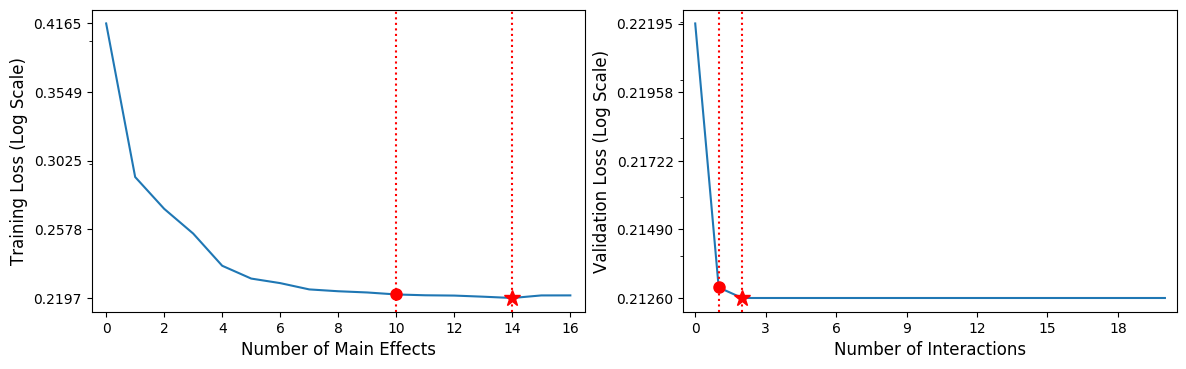 Training Loss (Log Scale)
0.4165
0.3549
0.3025
0.2578
0.2197
0 2 4 6 8 10 12 14 16
Number of Main Effects
Validation Loss (Log Scale)
0.22195
0.21958
0.21722
0.21490
0.21260
0 3 6 9 12 15 18
Number of Interactions